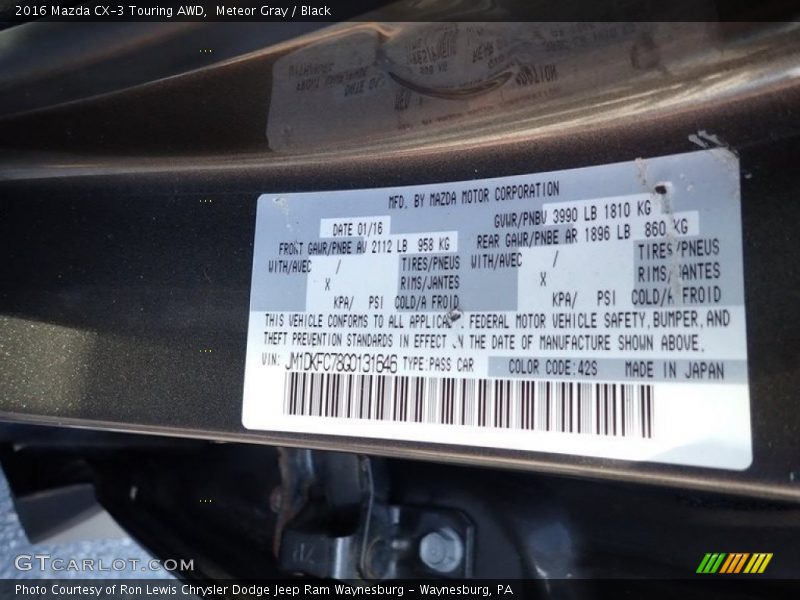 2016 Mazda CX-3 Touring AWD,  Meteor Gray / Black
MFD. BY MAZDA MOTOR CORPORATION
DATE 01/16
GVWR/PNBV 3990 LB 1810 KG
FRONT GAWR/PNBE AV 2112 LB 958 KG
REAR GAWR/PNBE AR 1896 LB 860 KG
WITH/AVEC / TIRES/PNEUS WITH/AVEC / TIRES/PNEUS
X RIMS/JANTES X RIMS/JANTES
KPA/ PSI COLD/A FROID KPA/ PSI COLD/A FROID
THIS VEHICLE CONFORMS TO ALL FEDERAL MOTOR VEHICLE SAFETY, BUMPER, AND
THEFT PREVENTION STANDARDS IN EFFECT THE DATE OF MANUFACTURE SHOWN ABOVE.
VIN: JM1DKFC78G0131646 TYPE:PASS CAR COLOR CODE:42S MADE IN JAPAN
GTCARLOT.COM
Photo Courtesy of Ron Lewis Chrysler Dodge Jeep Ram Waynesburg - Waynesburg, PA